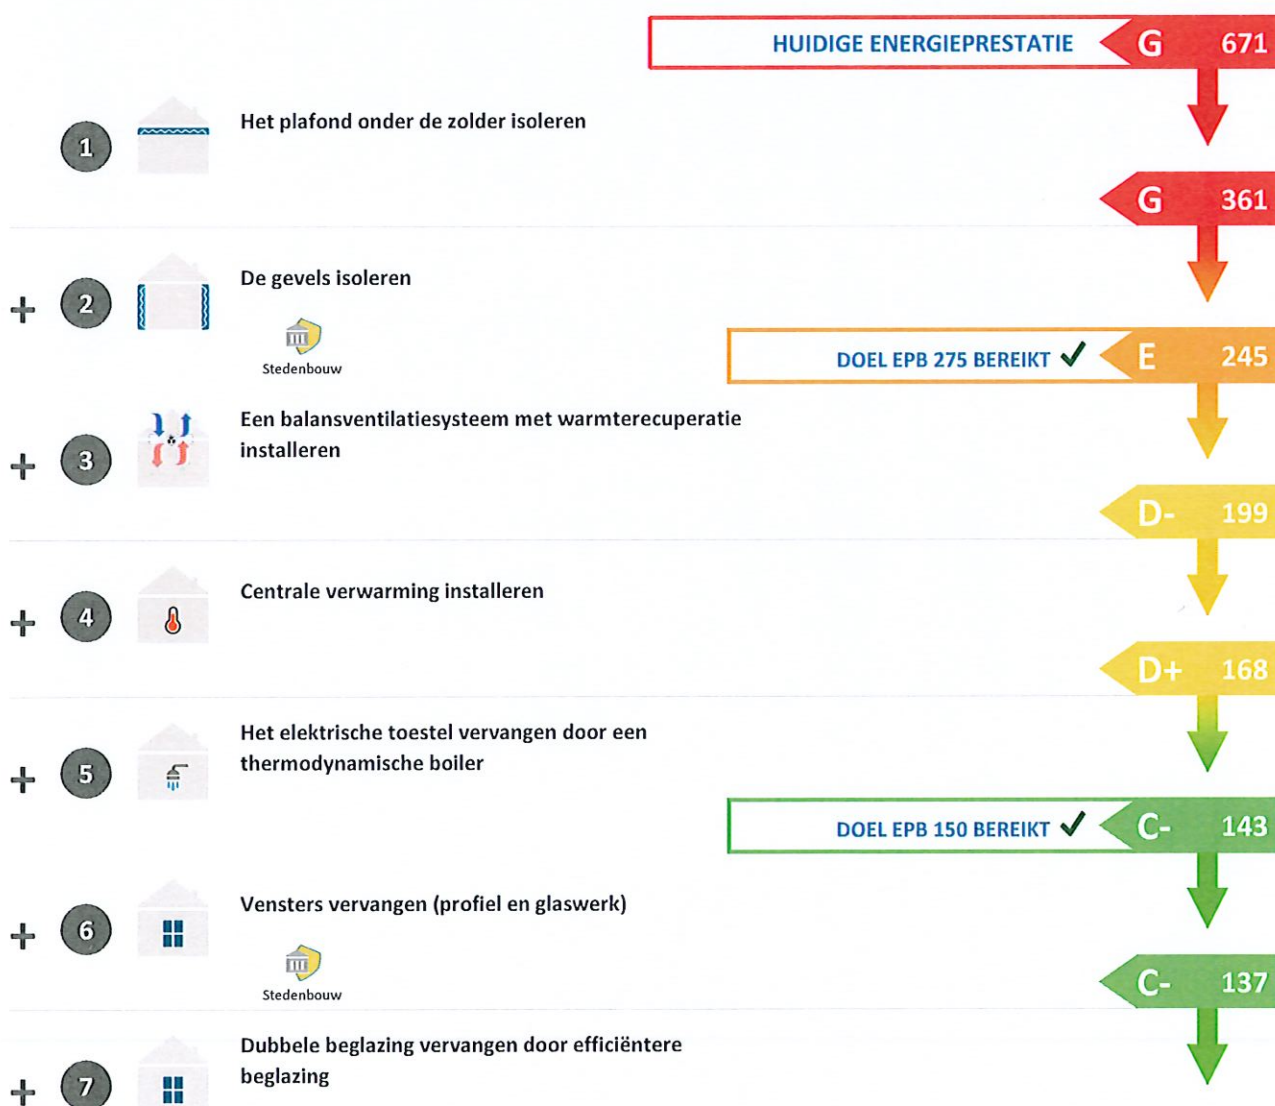 HUIDIGE ENERGIEPRESTATIE G 671
1 Het plafond onder de zolder isoleren
G 361
+ 2 De gevels isoleren
Stedenbouw
DOEL EPB 275 BEREIKT ✓ E 245
+ 3 Een balansventilatiesysteem met warmterecuperatie
installeren
D- 199
+ 4 Centrale verwarming installeren
D+ 168
+ 5 Het elektrische toestel vervangen door een
thermodynamische boiler
DOEL EPB 150 BEREIKT ✓ C- 143
+ 6 Vensters vervangen (profiel en glaswerk)
Stedenbouw
C- 137
+ 7 Dubbele beglazing vervangen door efficiëntere
beglazing